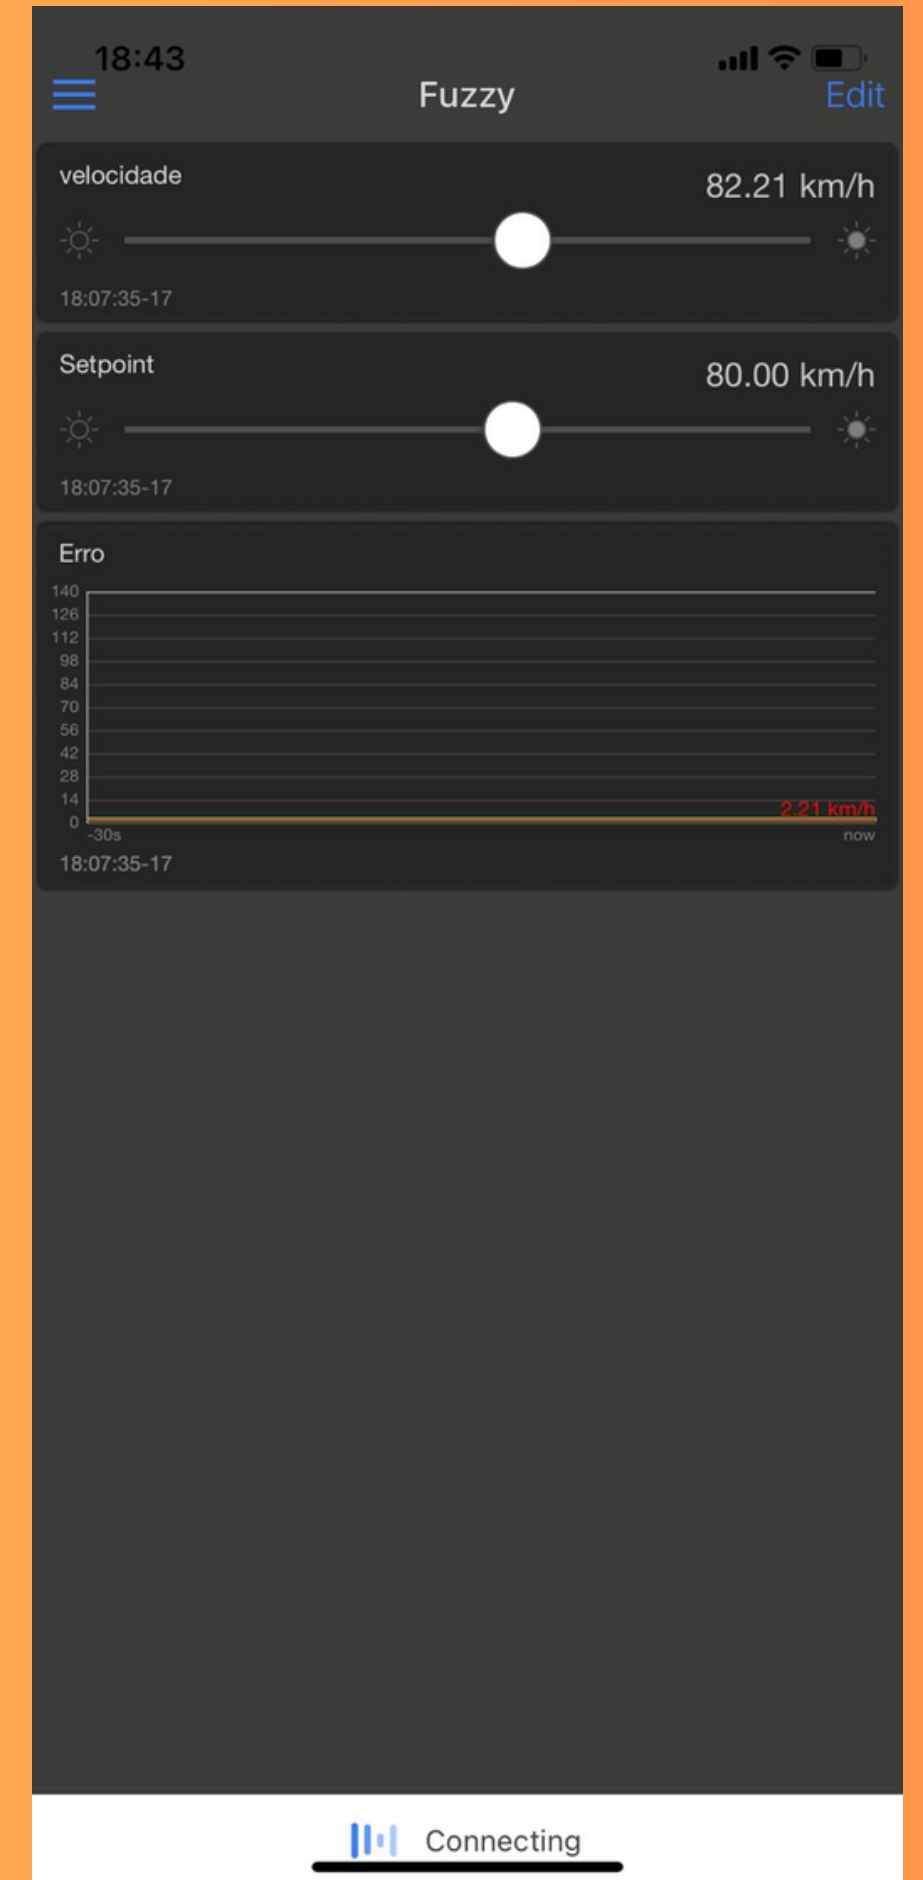 18:43
Fuzzy
Edit
velocidade
82.21 km/h
18:07:35-17
Setpoint
80.00 km/h
18:07:35-17
Erro
140
126
112
98
84
70
56
42
28
14
2.21 km/h
0
-30s
now
18:07:35-17
Connecting